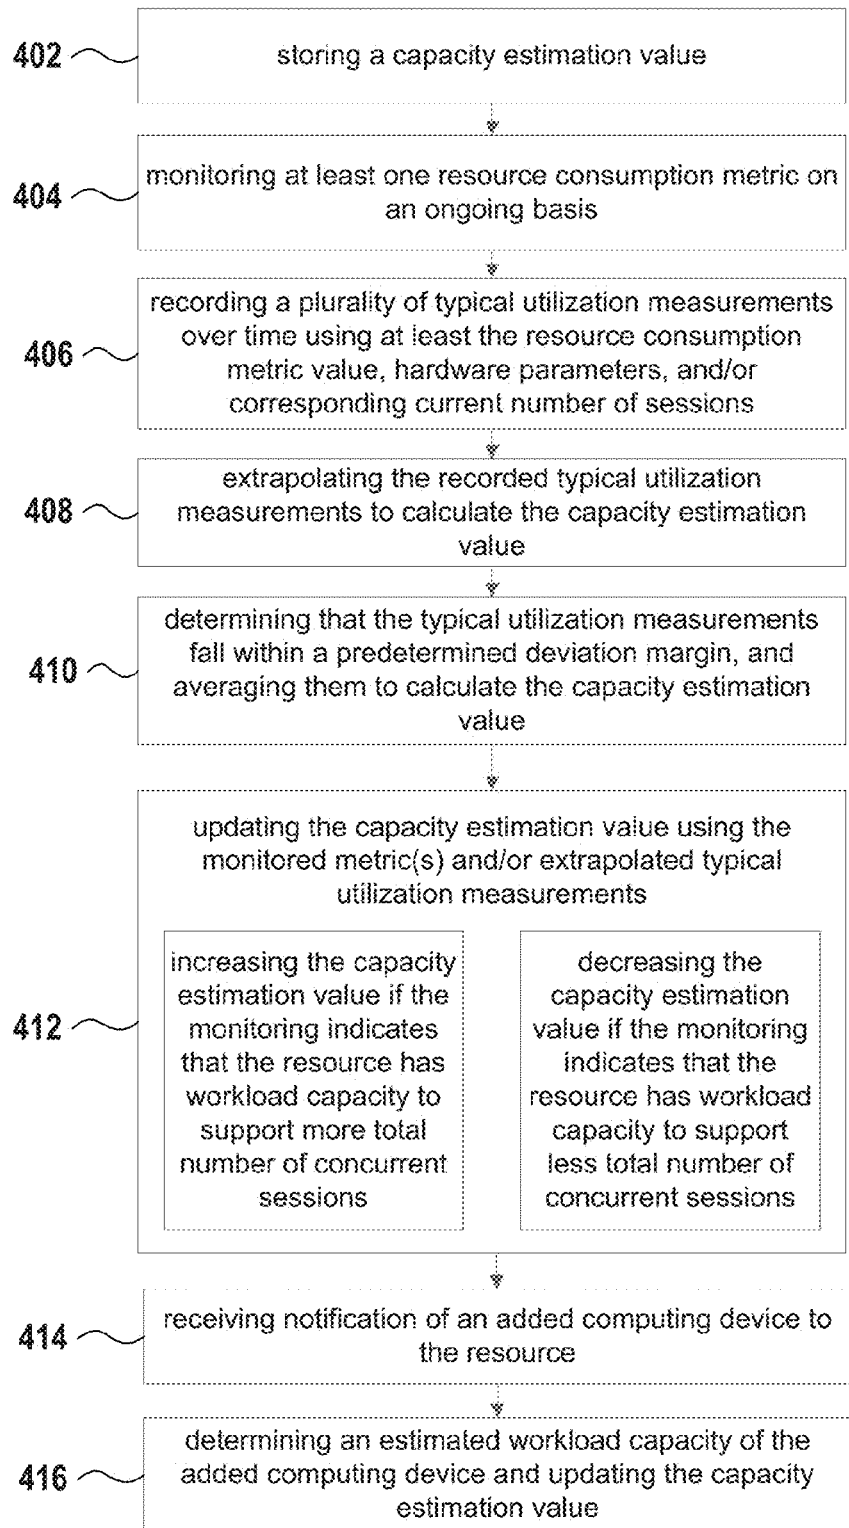 402
storing a capacity estimation value
404
monitoring at least one resource consumption metric on
an ongoing basis
406
recording a plurality of typical utilization measurements
over time using at least the resource consumption
metric value, hardware parameters, and/or
corresponding current number of sessions
408
extrapolating the recorded typical utilization
measurements to calculate the capacity estimation
value
410
determining that the typical utilization measurements
fall within a predetermined deviation margin, and
averaging them to calculate the capacity estimation
value
412
updating the capacity estimation value using the
monitored metric(s) and/or extrapolated typical
utilization measurements
increasing the capacity
estimation value if the
monitoring indicates
that the resource has
workload capacity to
support more total
number of concurrent
sessions
decreasing the
capacity estimation
value if the monitoring
indicates that the
resource has workload
capacity to support
less total number of
concurrent sessions
414
receiving notification of an added computing device to
the resource
416
determining an estimated workload capacity of the
added computing device and updating the capacity
estimation value